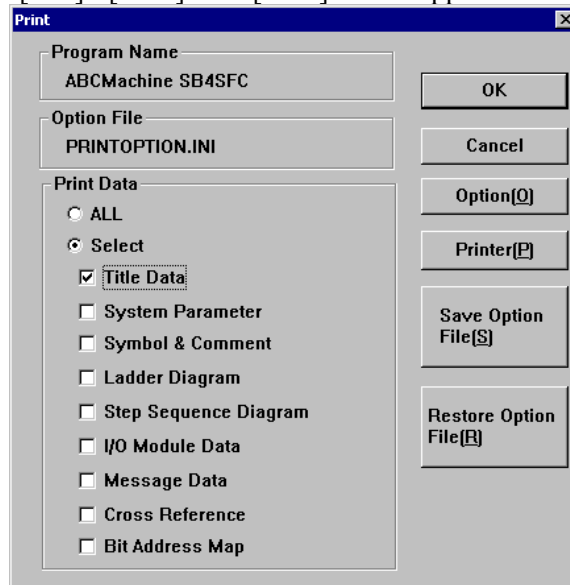 Print
Program Name
ABCMachine SB4SFC
Option File
PRINTOPTION.INI
Print Data
ALL
Select
Title Data
System Parameter
Symbol & Comment
Ladder Diagram
Step Sequence Diagram
I/O Module Data
Message Data
Cross Reference
Bit Address Map
OK
Cancel
Option(O)
Printer(P)
Save Option
File(S)
Restore Option
File(R)